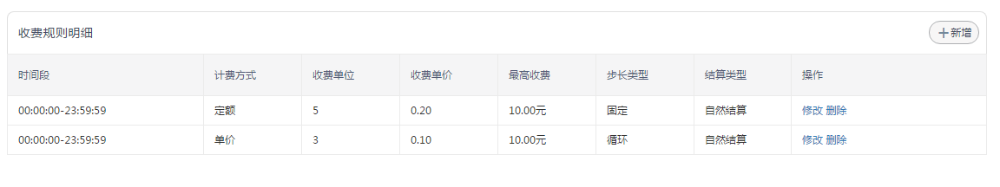 收费规则明细
新增
时间段 计费方式 收费单位 收费单价 最高收费 步长类型 结算类型 操作
00:00:00-23:59:59 定额 5 0.20 10.00元 固定 自然结算 修改 删除
00:00:00-23:59:59 单价 3 0.10 10.00元 循环 自然结算 修改 删除